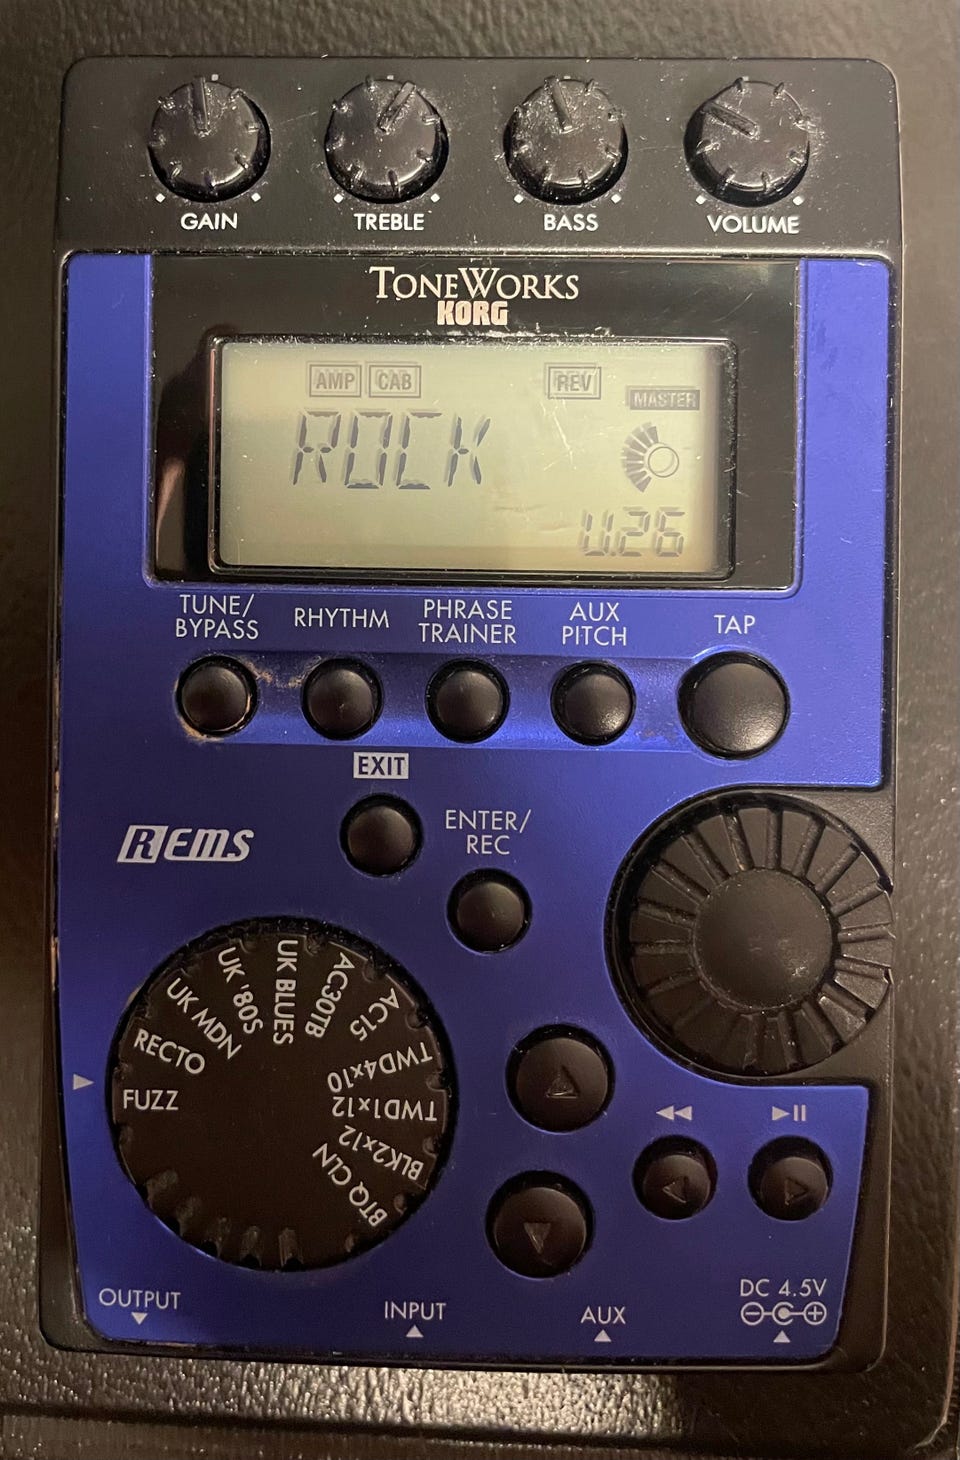 GAIN TREBLE BASS VOLUME
TONEWORKS
KORG
AMP CAB REV
MASTER
ROCK
U.26
TUNE/
BYPASS
RHYTHM
PHRASE
TRAINER
AUX
PITCH
TAP
EXIT
ENTER/
REC
REMS
FUZZ
RECTO
UK MDN
UK '80S
UK BLUES
AC30TB
AC15
TWD4x10
TWD1x12
BLK2x12
BTQ CLN
OUTPUT
INPUT
AUX
DC 4.5V